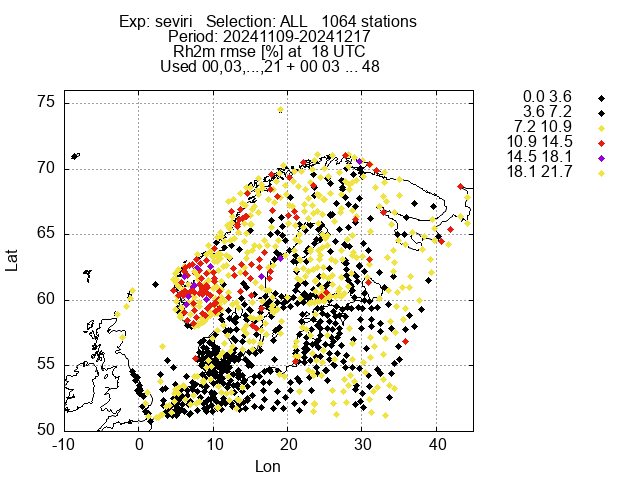 Exp: seviri Selection: ALL 1064 stations
Period: 20241109-20241217
Rh2m rmse [%] at 18 UTC
Used 00,03,...,21 + 00 03 ... 48
0.0 3.6
3.6 7.2
7.2 10.9
10.9 14.5
14.5 18.1
18.1 21.7
75
70
65
60
55
50
Lat
-10 0 10 20 30 40
Lon